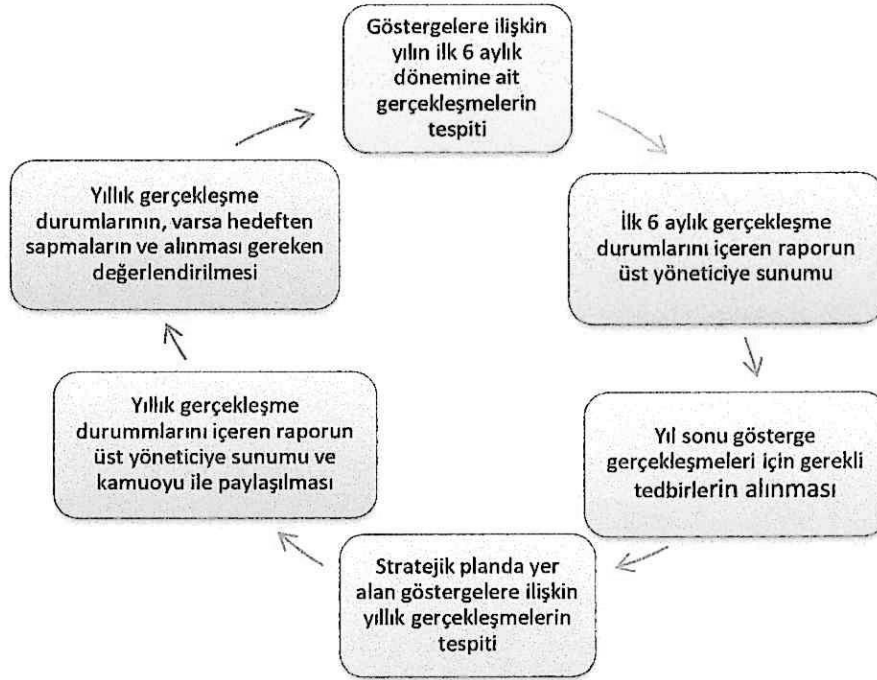 Göstergelere ilişkin
yılın ilk 6 aylık
dönemine ait
gerçekleşmelerin
tespiti
İlk 6 aylık gerçekleşme
durumlarını içeren raporun
üst yöneticiye sunumu
Yıl sonu gösterge
gerçekleşmeleri için gerekli
tedbirlerin alınması
Stratejik planda yer
alan göstergelere ilişkin
yıllık gerçekleşmelerin
tespiti
Yıllık gerçekleşme
durummlarını içeren raporun
üst yöneticiye sunumu ve
kamuoyu ile paylaşılması
Yıllık gerçekleşme
durumlarının, varsa hedeften
sapmaların ve alınması gereken
değerlendirilmesi